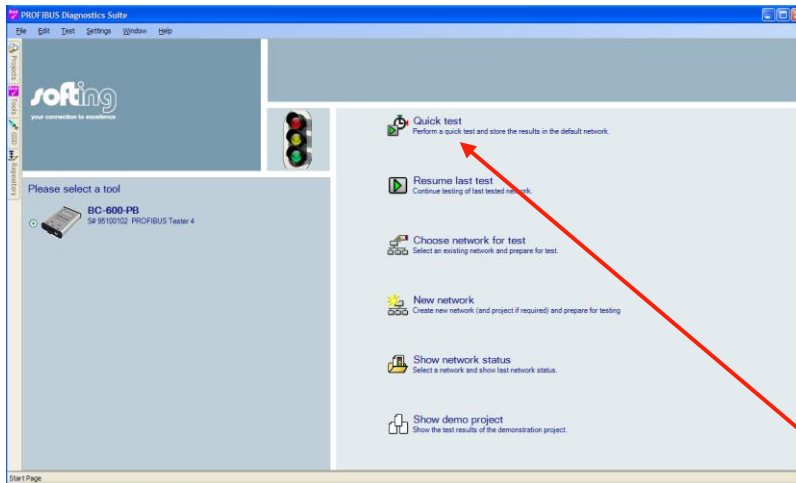 PROFIBUS Diagnostics Suite
File Edit Test Settings Window Help
Projects
Tools
GSD
Repository
softing
your connection to excellence
Please select a tool
BC-600-PB
S# 95100102 PROFIBUS Tester 4
Quick test
Perform a quick test and store the results in the default network.
Resume last test
Continue testing of last tested network.
Choose network for test
Select an existing network and prepare for test.
New network
Create new network (and project if required) and prepare for testing
Show network status
Select a network and show last network status.
Show demo project
Show the test results of the demonstration project.
Start Page